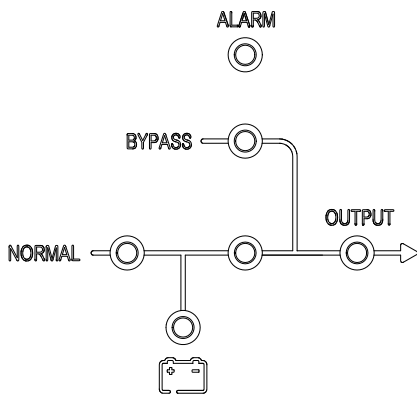 ALARM
BYPASS
OUTPUT
NORMAL
+ -